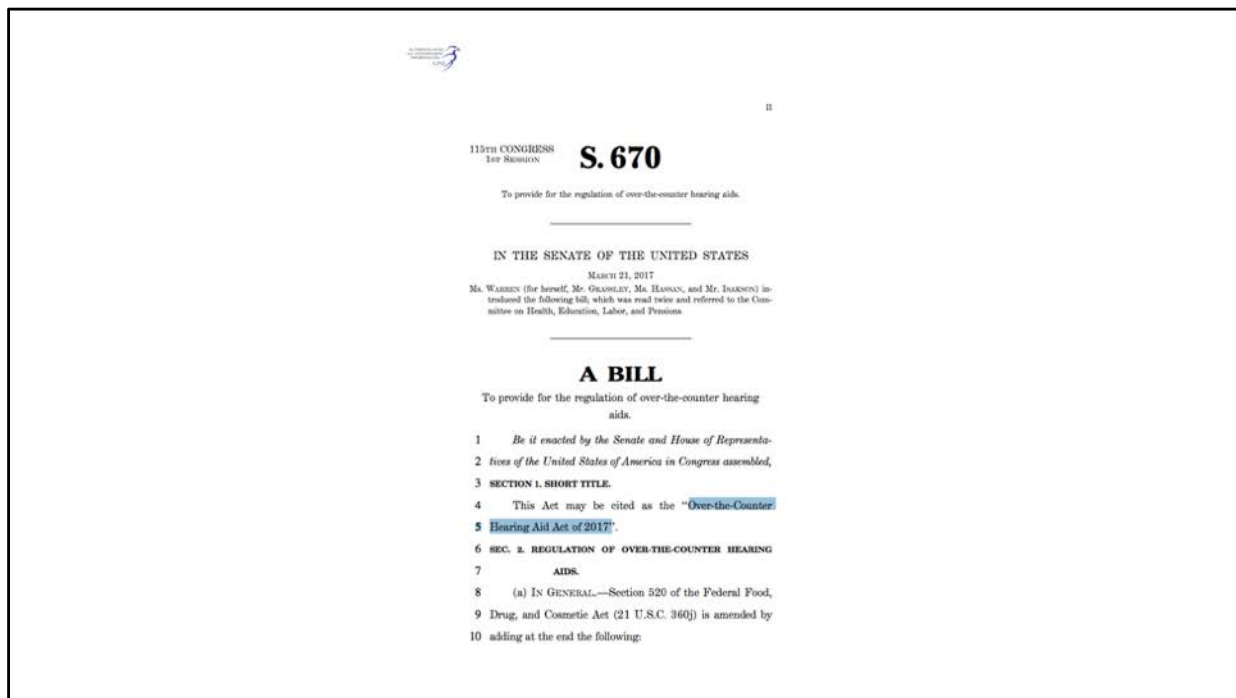 GPO
II
115TH CONGRESS
1ST SESSION
S. 670
To provide for the regulation of over-the-counter hearing aids.
IN THE SENATE OF THE UNITED STATES
MARCH 21, 2017
Ms. WARREN (for herself, Mr. GRASSLEY, Ms. HASSAN, and Mr. ISAKSON) in-
troduced the following bill; which was read twice and referred to the Com-
mittee on Health, Education, Labor, and Pensions
A BILL
To provide for the regulation of over-the-counter hearing
aids.
1 Be it enacted by the Senate and House of Representa-
2 tives of the United States of America in Congress assembled,
3 SECTION 1. SHORT TITLE.
4 This Act may be cited as the “Over-the-Counter
5 Hearing Aid Act of 2017”.
6 SEC. 2. REGULATION OF OVER-THE-COUNTER HEARING
7 AIDS.
8 (a) IN GENERAL.—Section 520 of the Federal Food,
9 Drug, and Cosmetic Act (21 U.S.C. 360j) is amended by
10 adding at the end the following: